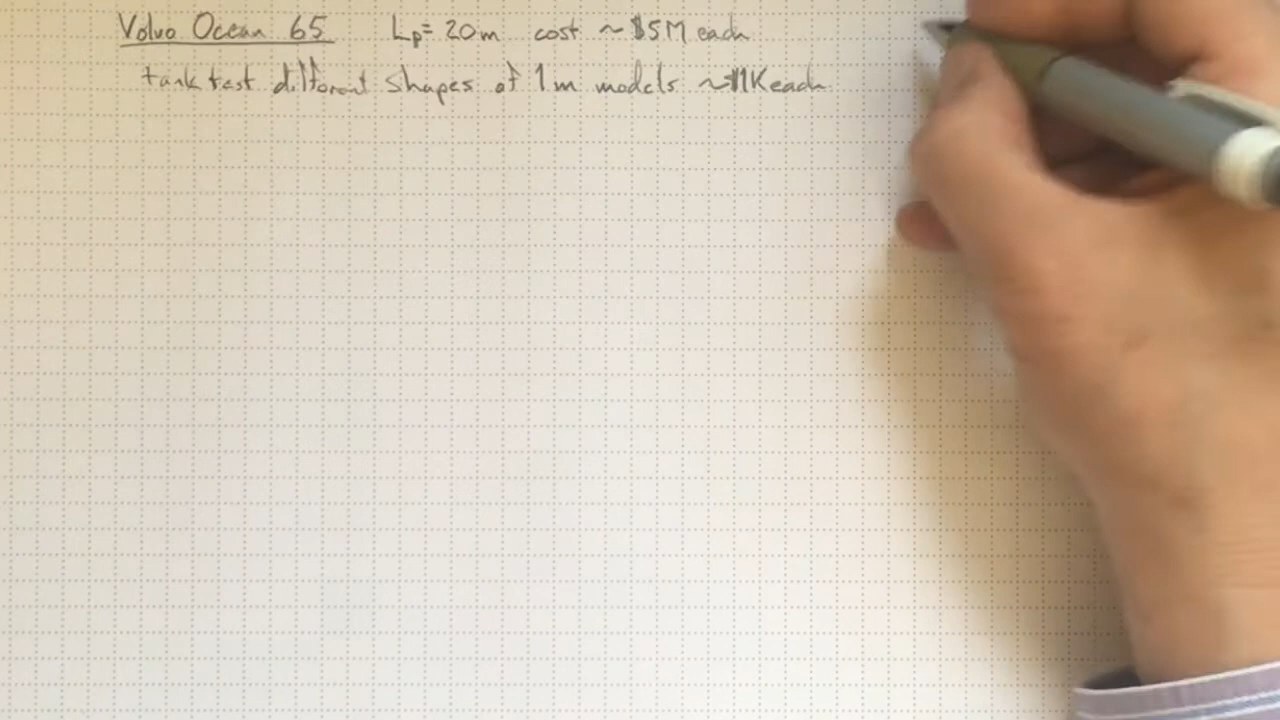 Volvo Ocean 65 Lp= 20m cost ~$5M each
tank test different shapes of 1m models ~$1K each